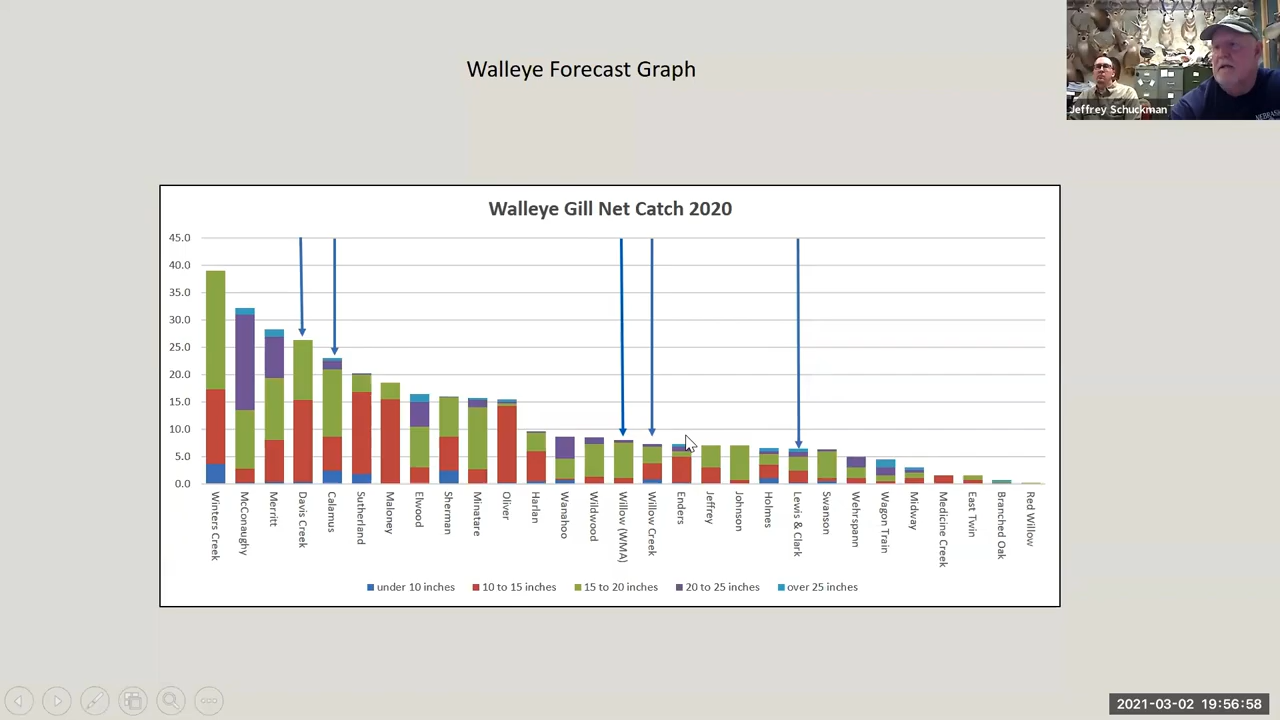 Walleye Forecast Graph
Jeffrey Schuckman
NEBRASK
Walleye Gill Net Catch 2020
45.0
40.0
35.0
30.0
25.0
20.0
15.0
10.0
5.0
0.0
Winters Creek
McConaughy
Merritt
Davis Creek
Calamus
Sutherland
Maloney
Elwood
Sherman
Minatare
Oliver
Harlan
Wanahoo
Wildwood
Willow (WMA)
Willow Creek
Enders
Jeffrey
Johnson
Holmes
Lewis & Clark
Swanson
Wehrspann
Wagon Train
Midway
Medicine Creek
East Twin
Branched Oak
Red Willow
under 10 inches 10 to 15 inches 15 to 20 inches 20 to 25 inches over 25 inches
2021-03-02 19:56:58